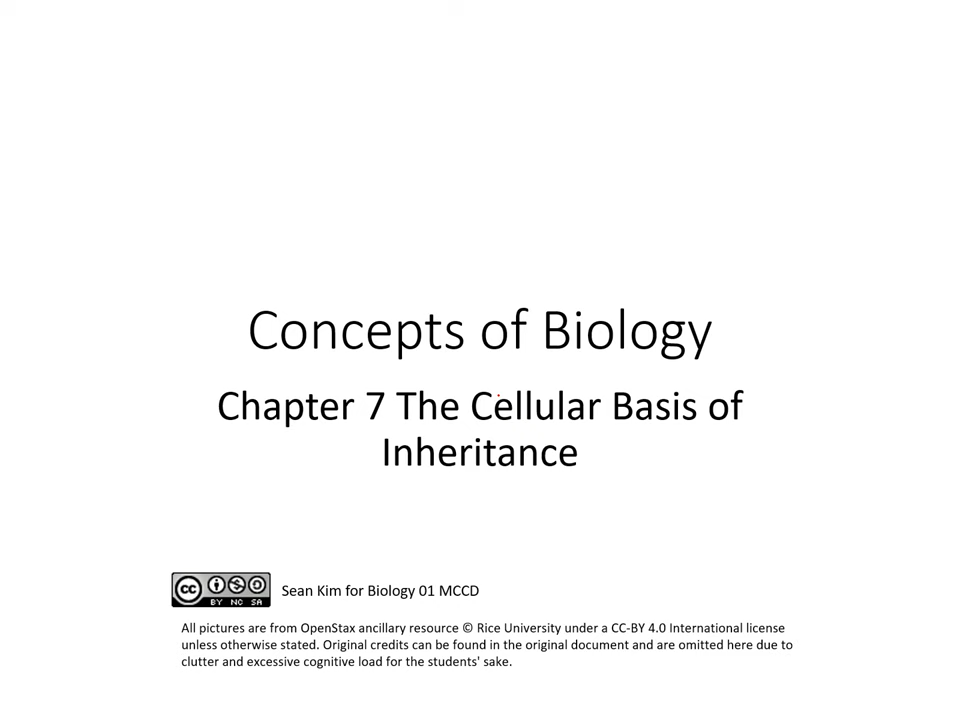 Concepts of Biology
Chapter 7 The Cellular Basis of
Inheritance
cc BY NC SA
Sean Kim for Biology 01 MCCD
All pictures are from OpenStax ancillary resource © Rice University under a CC-BY 4.0 International license
unless otherwise stated. Original credits can be found in the original document and are omitted here due to
clutter and excessive cognitive load for the students' sake.